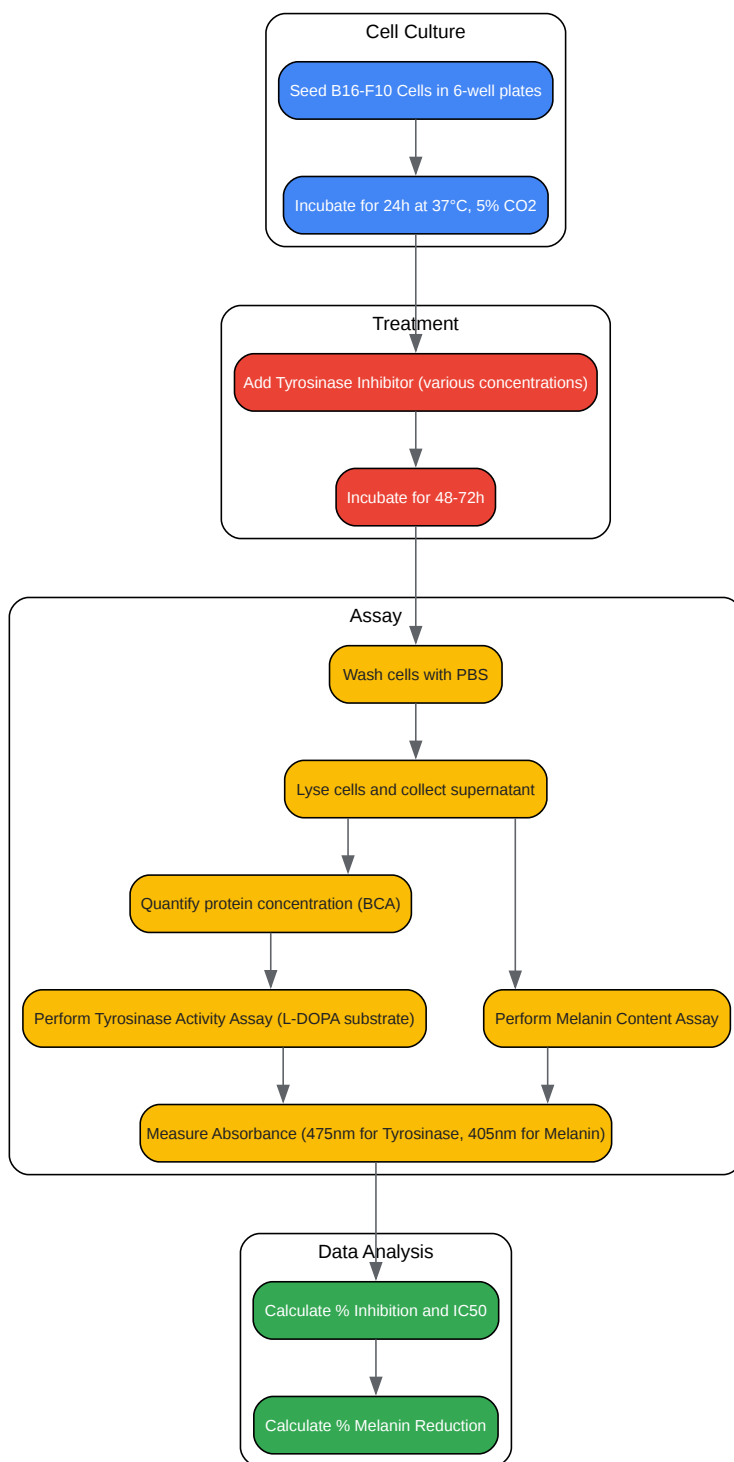 Cell Culture
Seed B16-F10 Cells in 6-well plates
Incubate for 24h at 37°C, 5% CO2
Treatment
Add Tyrosinase Inhibitor (various concentrations)
Incubate for 48-72h
Assay
Wash cells with PBS
Lyse cells and collect supernatant
Quantify protein concentration (BCA)
Perform Tyrosinase Activity Assay (L-DOPA substrate)
Perform Melanin Content Assay
Measure Absorbance (475nm for Tyrosinase, 405nm for Melanin)
Data Analysis
Calculate % Inhibition and IC50
Calculate % Melanin Reduction